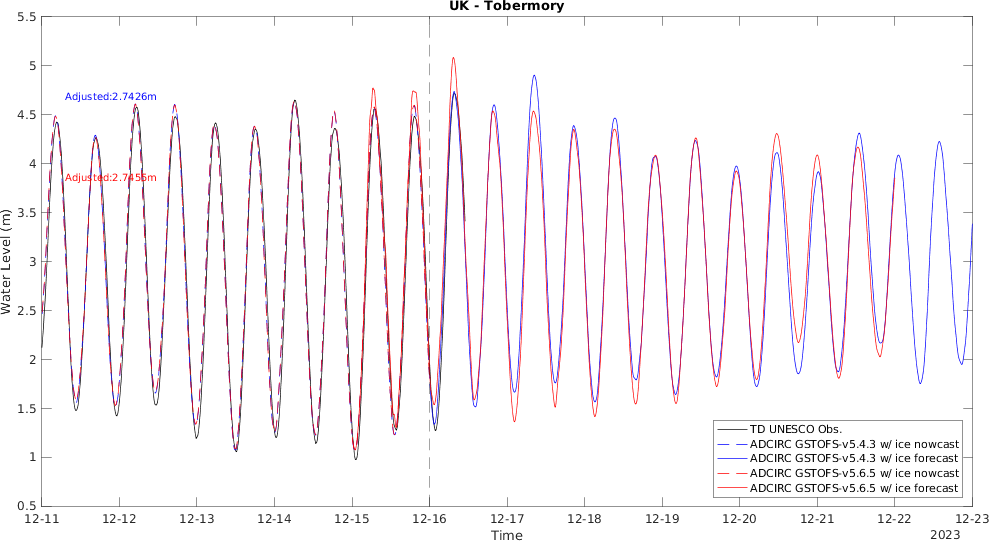 UK - Tobermory
5.5
5
4.5
4
3.5
3
2.5
2
1.5
1
0.5
Water Level (m)
Adjusted:2.7426m
Adjusted:2.7455m
TD UNESCO Obs.
ADCIRC GSTOFS-v5.4.3 w/ ice nowcast
ADCIRC GSTOFS-v5.4.3 w/ ice forecast
ADCIRC GSTOFS-v5.6.5 w/ ice nowcast
ADCIRC GSTOFS-v5.6.5 w/ ice forecast
12-11 12-12 12-13 12-14 12-15 12-16 12-17 12-18 12-19 12-20 12-21 12-22 12-23
Time
2023